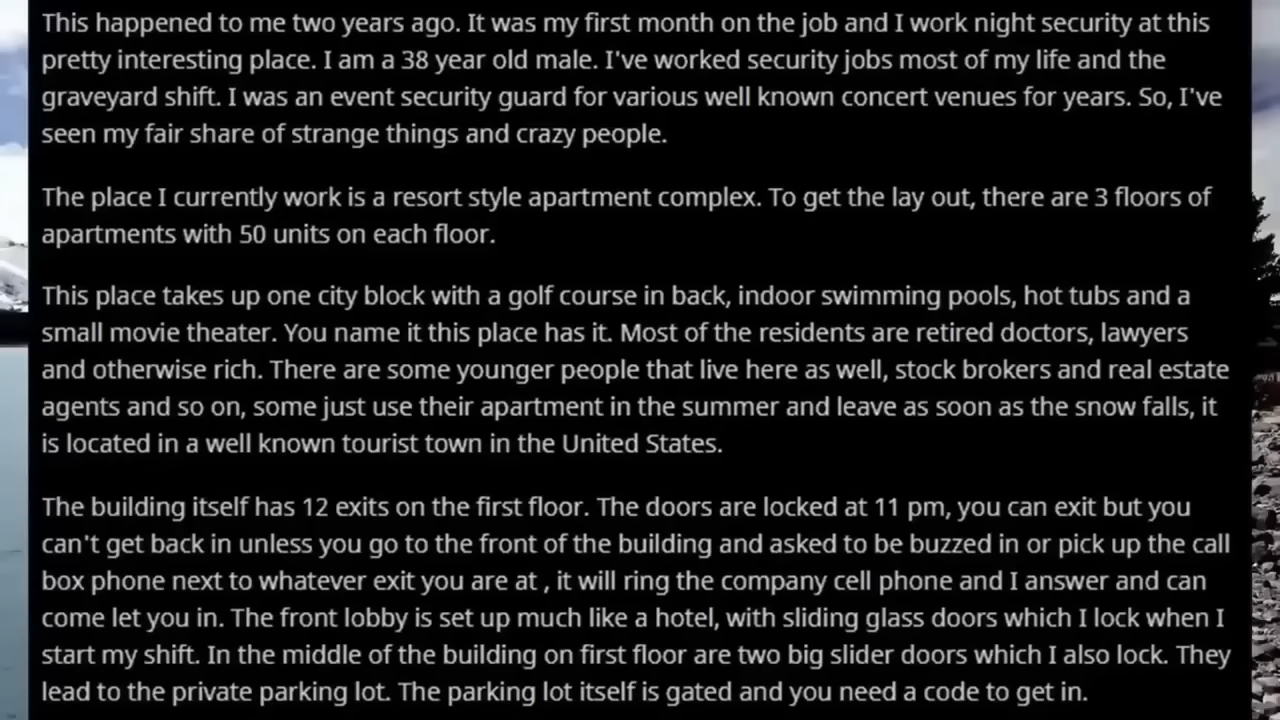 This happened to me two years ago. It was my first month on the job and I work night security at this
pretty interesting place. I am a 38 year old male. I've worked security jobs most of my life and the
graveyard shift. I was an event security guard for various well known concert venues for years. So, I've
seen my fair share of strange things and crazy people.
The place I currently work is a resort style apartment complex. To get the lay out, there are 3 floors of
apartments with 50 units on each floor.
This place takes up one city block with a golf course in back, indoor swimming pools, hot tubs and a
small movie theater. You name it this place has it. Most of the residents are retired doctors, lawyers
and otherwise rich. There are some younger people that live here as well, stock brokers and real estate
agents and so on, some just use their apartment in the summer and leave as soon as the snow falls, it
is located in a well known tourist town in the United States.
The building itself has 12 exits on the first floor. The doors are locked at 11 pm, you can exit but you
can't get back in unless you go to the front of the building and asked to be buzzed in or pick up the call
box phone next to whatever exit you are at , it will ring the company cell phone and I answer and can
come let you in. The front lobby is set up much like a hotel, with sliding glass doors which I lock when I
start my shift. In the middle of the building on first floor are two big slider doors which I also lock. They
lead to the private parking lot. The parking lot itself is gated and you need a code to get in.